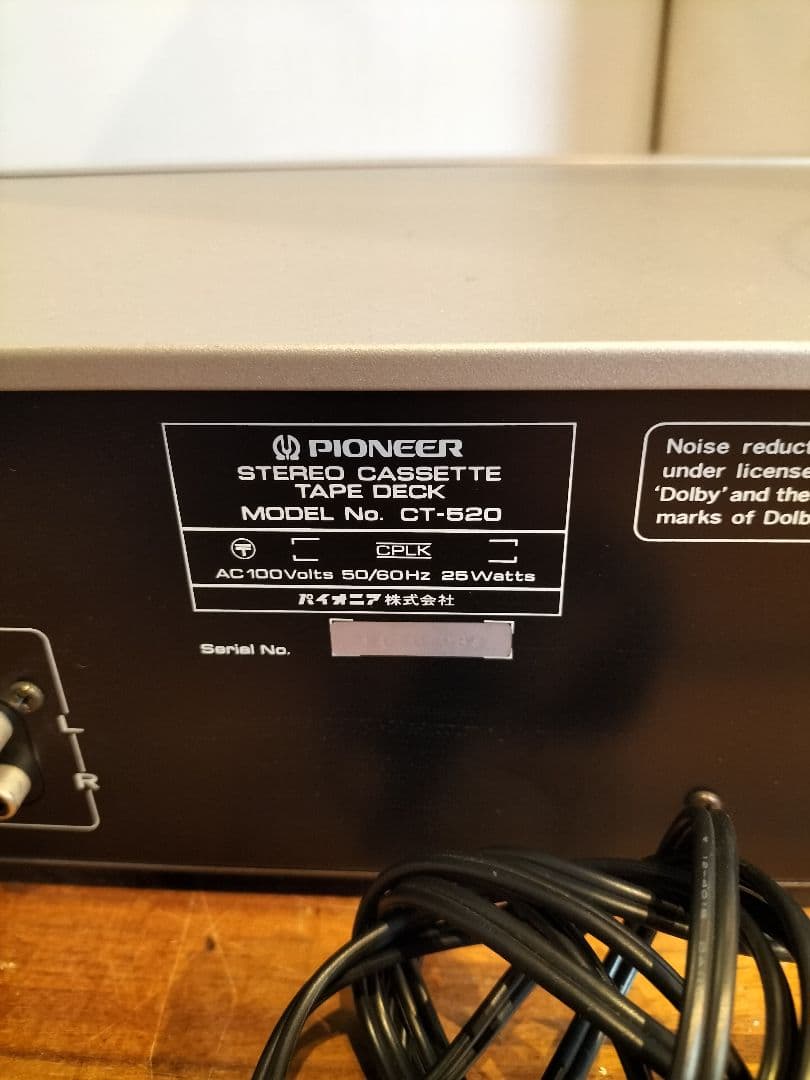 PIONEER
STEREO CASSETTE
TAPE DECK
MODEL No. CT-520
〒 CPLK
AC100Volts 50/60Hz 25Watts
パイオニア株式会社
Serial No.
Noise reduct
under license
'Dolby' and the
marks of Dolb
L
R